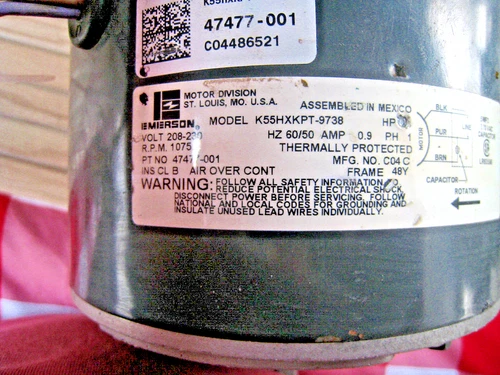 47477-001
C04486521
MOTOR DIVISION
ST. LOUIS, MO. U.S.A.
ASSEMBLED IN MEXICO
EMERSON
MODEL K55HXKPT-9738 HP
VOLT 208-230 HZ 60/50 AMP 0.9 PH 1
R.P.M. 1075 THERMALLY PROTECTED
PT NO 47477-001 MFG. NO. C04 C
INS CL B AIR OVER CONT FRAME 48Y
WARNING: FOLLOW ALL SAFETY INFORMATION TO
REDUCE POTENTIAL ELECTRICAL SHOCK.
DISCONNECT POWER BEFORE SERVICING. FOLLOW
NATIONAL AND LOCAL CODES FOR GROUNDING AND
INSULATE UNUSED LEAD WIRES INDIVIDUALLY.
MOTOR
BLK
LINE
PUR
BRN
CAPACITOR
ROTATION